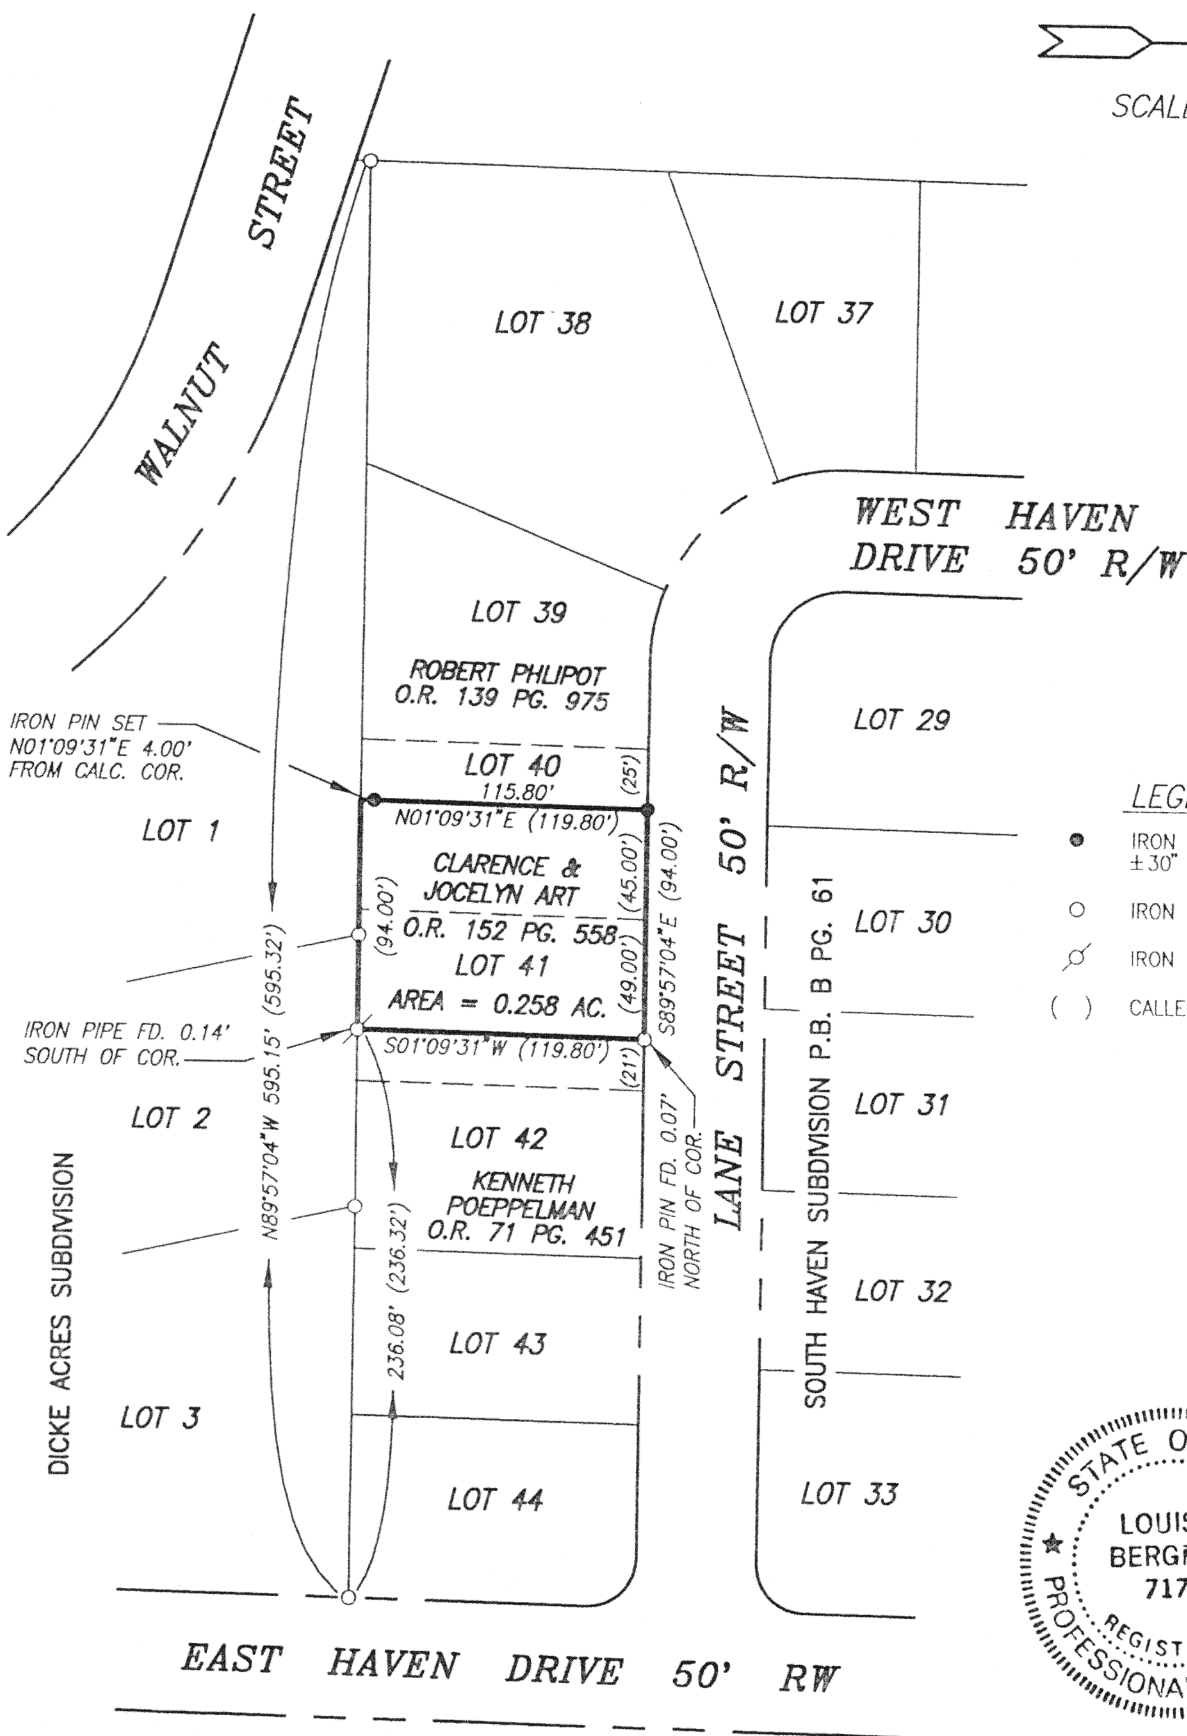 SCALE
WALNUT STREET
LOT 38
LOT 37
WEST HAVEN
DRIVE 50' R/W
LOT 39
ROBERT PHLIPOT
O.R. 139 PG. 975
IRON PIN SET
N01°09'31"E 4.00'
FROM CALC. COR.
LOT 40
(25')
115.80'
N01°09'31"E (119.80')
LOT 29
LOT 1
CLARENCE &
JOCELYN ART
O.R. 152 PG. 558
(94.00')
(45.00')
(49.00')
S89°57'04"E (94.00')
LOT 41
AREA = 0.258 AC.
S01°09'31"W (119.80')
(21')
LANE STREET 50' R/W
IRON PIPE FD. 0.14'
SOUTH OF COR.
N89°57'04"W 595.15' (595.32')
236.08' (236.32')
IRON PIN FD. 0.07'
NORTH OF COR.
LOT 2
LOT 42
KENNETH
POEPPELMAN
O.R. 71 PG. 451
LOT 30
LOT 31
LOT 32
SOUTH HAVEN SUBDIVISION P.B. B PG. 61
DICKE ACRES SUBDIVISION
LOT 43
LOT 3
LOT 44
LOT 33
EAST HAVEN DRIVE 50' RW
IRON
±30"
IRON
IRON
( ) CALLE
STATE O
LOUIS
717
REGIST
PROFESSIONA